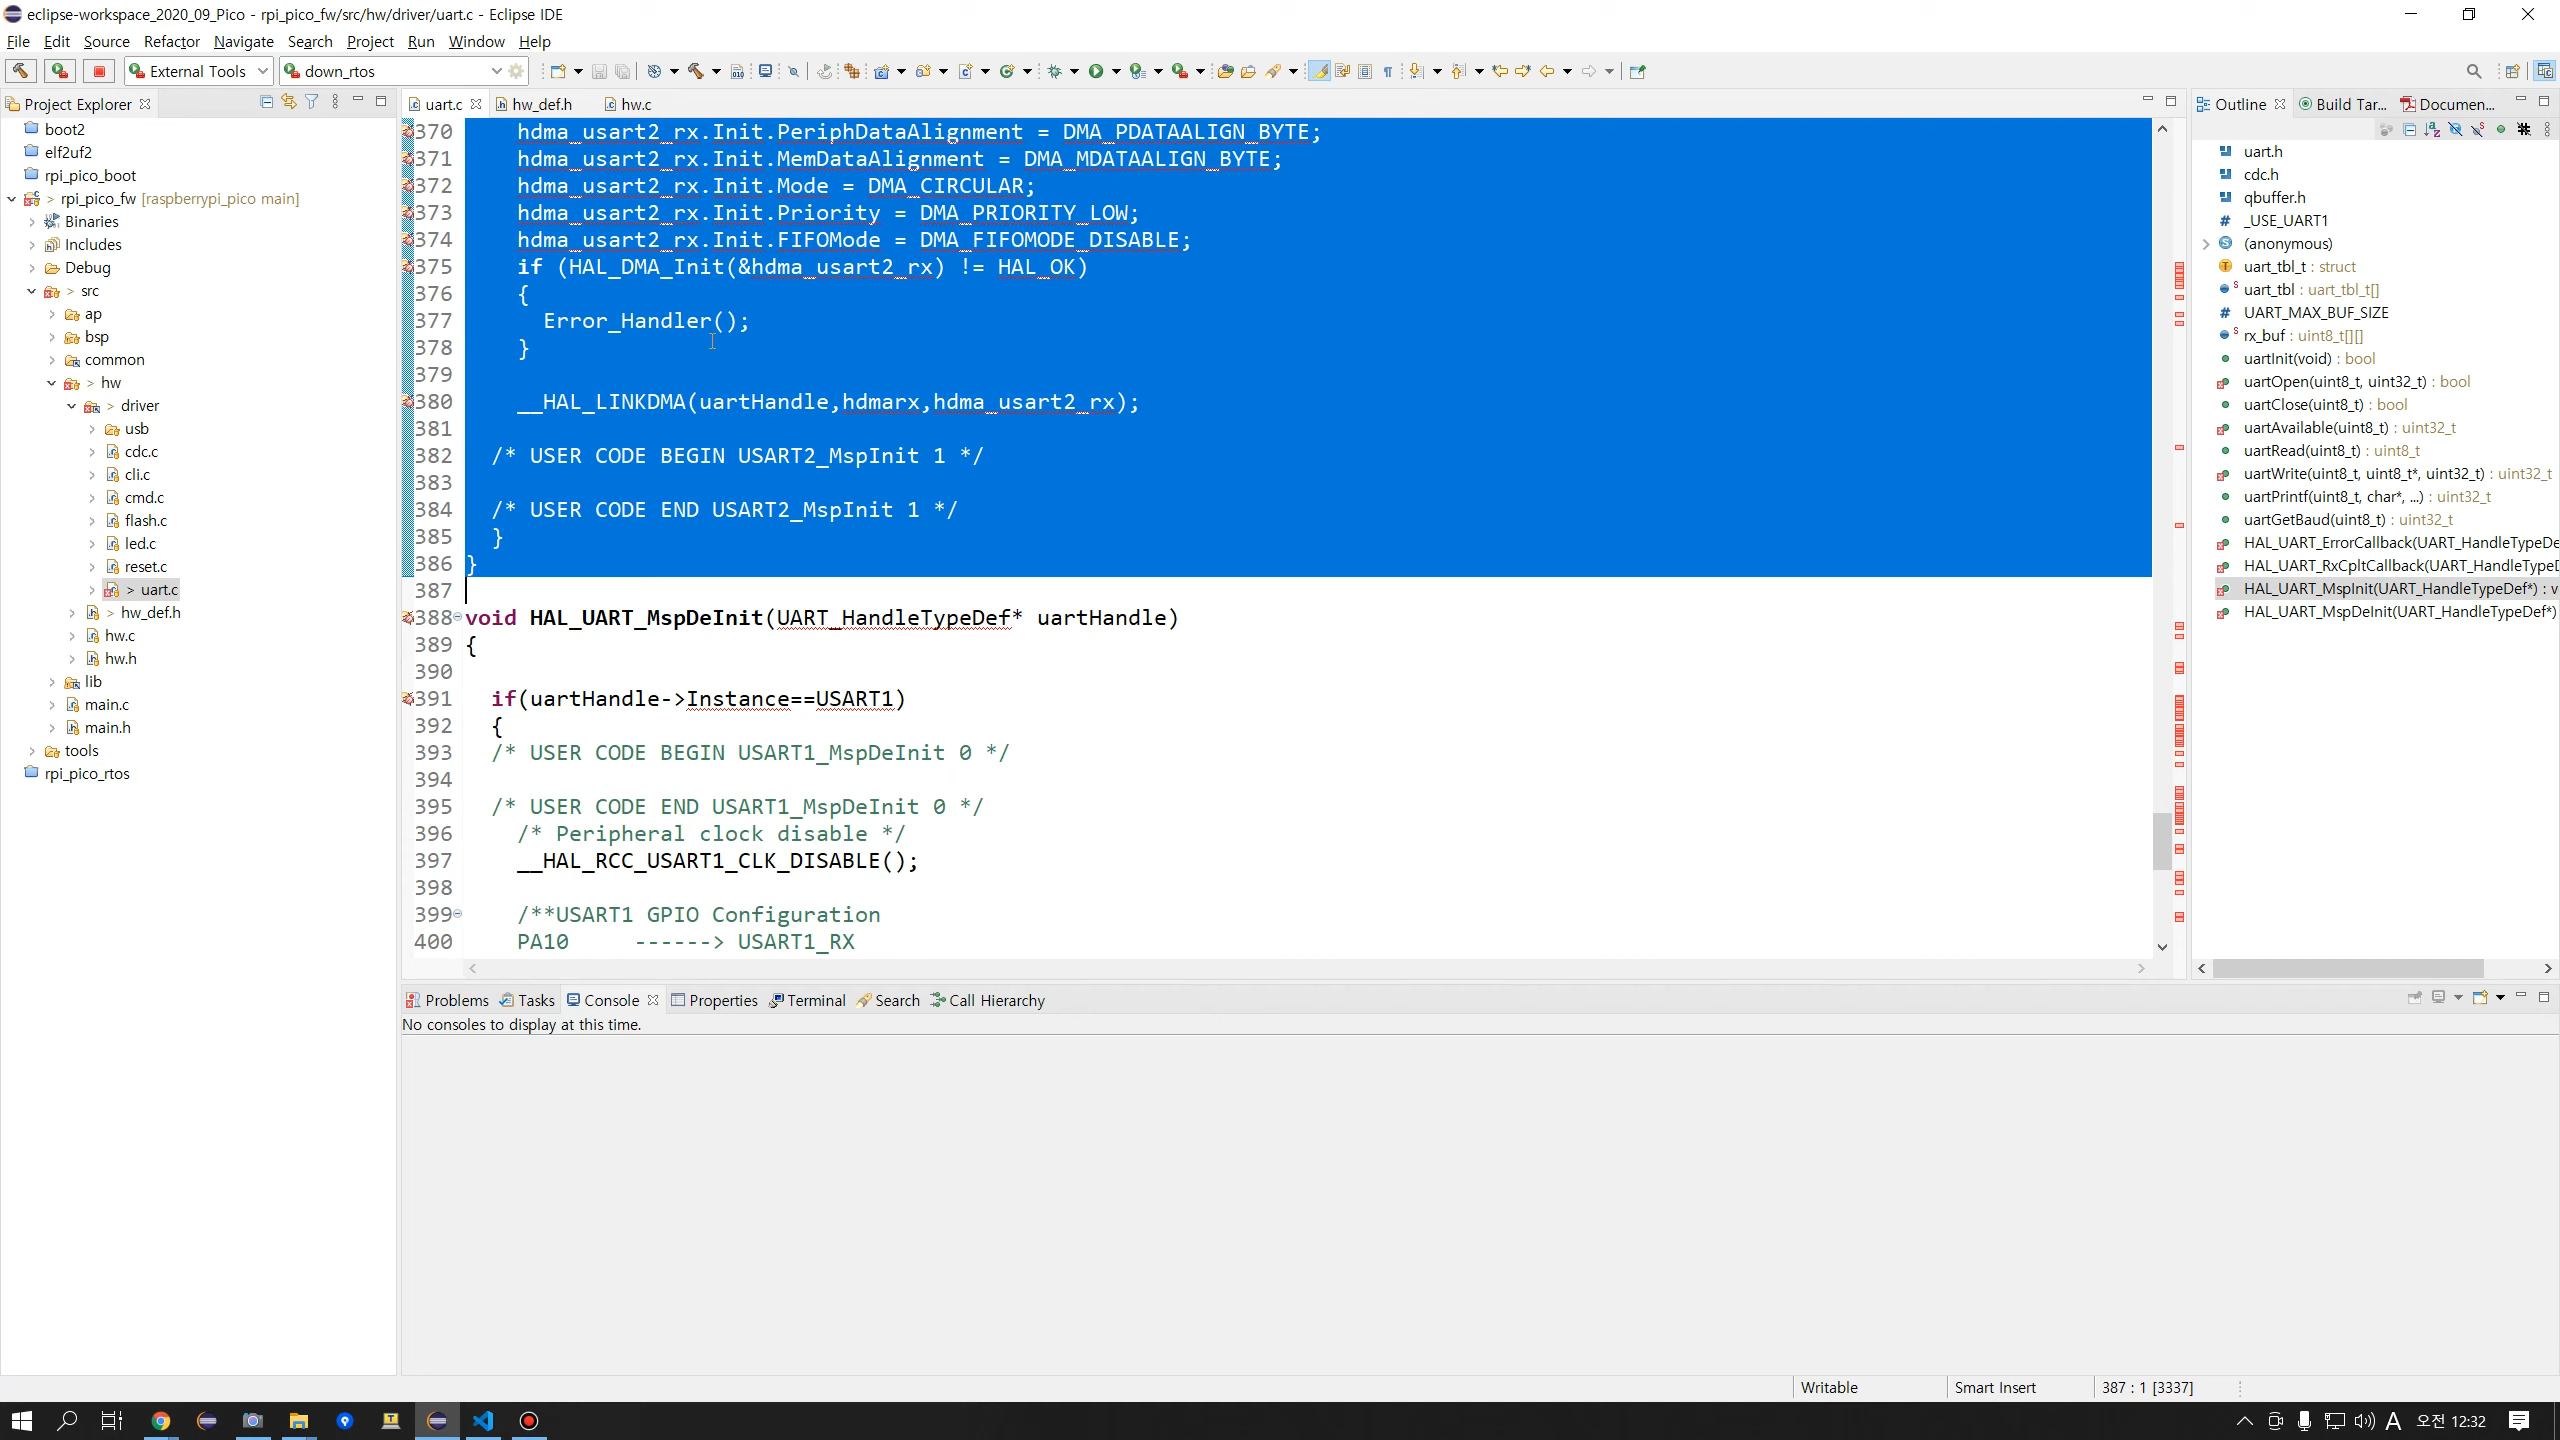 eclipse-workspace_2020_09_Pico - rpi_pico_fw/src/hw/driver/uart.c - Eclipse IDE
File Edit Source Refactor Navigate Search Project Run Window Help
External Tools down_rtos
Project Explorer
boot2
elf2uf2
rpi_pico_boot
> rpi_pico_fw [raspberrypi_pico main]
Binaries
Includes
Debug
> src
ap
bsp
common
> hw
> driver
usb
cdc.c
cli.c
cmd.c
flash.c
led.c
reset.c
> uart.c
> hw_def.h
hw.c
hw.h
lib
main.c
main.h
tools
rpi_pico_rtos
uart.c hw_def.h hw.c
370 hdma_usart2_rx.Init.PeriphDataAlignment = DMA_PDATAALIGN_BYTE;
371 hdma_usart2_rx.Init.MemDataAlignment = DMA_MDATAALIGN_BYTE;
372 hdma_usart2_rx.Init.Mode = DMA_CIRCULAR;
373 hdma_usart2_rx.Init.Priority = DMA_PRIORITY_LOW;
374 hdma_usart2_rx.Init.FIFOMode = DMA_FIFOMODE_DISABLE;
375 if (HAL_DMA_Init(&hdma_usart2_rx) != HAL_OK)
376 {
377 Error_Handler();
378 }
379
380 __HAL_LINKDMA(uartHandle,hdmarx,hdma_usart2_rx);
381
382 /* USER CODE BEGIN USART2_MspInit 1 */
383
384 /* USER CODE END USART2_MspInit 1 */
385 }
386 }
387
388 void HAL_UART_MspDeInit(UART_HandleTypeDef* uartHandle)
389 {
390
391 if(uartHandle->Instance==USART1)
392 {
393 /* USER CODE BEGIN USART1_MspDeInit 0 */
394
395 /* USER CODE END USART1_MspDeInit 0 */
396 /* Peripheral clock disable */
397 __HAL_RCC_USART1_CLK_DISABLE();
398
399 /**USART1 GPIO Configuration
400 PA10 ------> USART1_RX
Outline Build Tar... Documen...
uart.h
cdc.h
qbuffer.h
_USE_UART1
(anonymous)
uart_tbl_t : struct
uart_tbl : uart_tbl_t[]
UART_MAX_BUF_SIZE
rx_buf : uint8_t[][]
uartInit(void) : bool
uartOpen(uint8_t, uint32_t) : bool
uartClose(uint8_t) : bool
uartAvailable(uint8_t) : uint32_t
uartRead(uint8_t) : uint8_t
uartWrite(uint8_t, uint8_t*, uint32_t) : uint32_t
uartPrintf(uint8_t, char*, ...) : uint32_t
uartGetBaud(uint8_t) : uint32_t
HAL_UART_ErrorCallback(UART_HandleTypeDe
HAL_UART_RxCpltCallback(UART_HandleTypeD
HAL_UART_MspInit(UART_HandleTypeDef*) : v
HAL_UART_MspDeInit(UART_HandleTypeDef*)
Problems Tasks Console Properties Terminal Search Call Hierarchy
No consoles to display at this time.
Writable Smart Insert 387 : 1 [3337]
A 오전 12:32